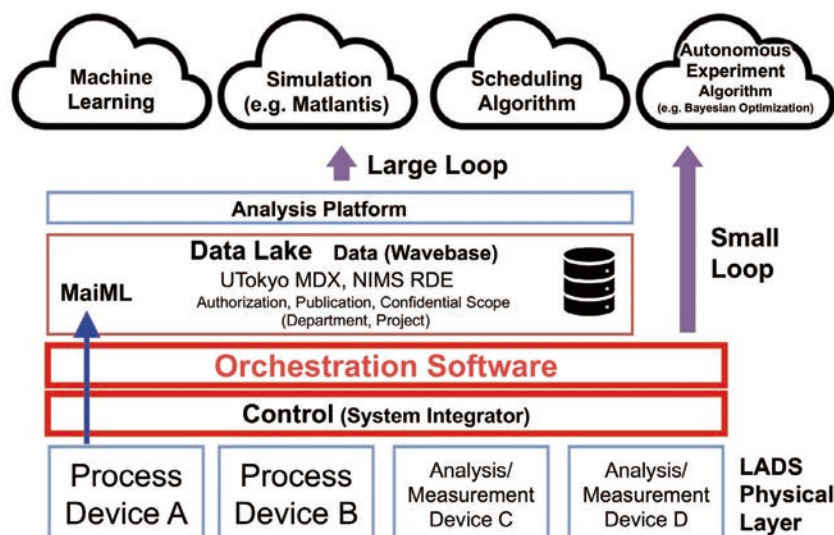 Machine
Learning
Simulation
(e.g. Matlantis)
Scheduling
Algorithm
Autonomous
Experiment
Algorithm
(e.g. Bayesian Optimization)
Large Loop
Analysis Platform
Small
Loop
Data Lake Data (Wavebase)
UTokyo MDX, NIMS RDE
MaiML
Authorization, Publication, Confidential Scope
(Department, Project)
Orchestration Software
Control (System Integrator)
Process
Device A
Process
Device B
Analysis/
Measurement
Device C
Analysis/
Measurement
Device D
LADS
Physical
Layer